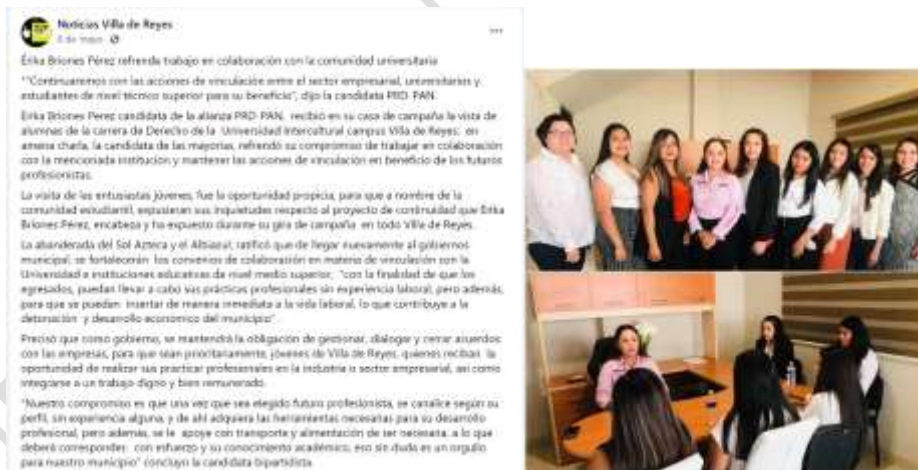 Noticias Villa de Reyes
8 de mayo
Érika Briones Pérez refrenda trabajo en colaboración con la comunidad universitaria
"Continuaremos con las acciones de vinculación entre el sector empresarial, universitarios y
estudiantes de nivel técnico superior para su beneficio", dijo la candidata PRD-PAN.
Erika Briones Perez candidata de la alianza PRD-PAN, recibió en su casa de campaña la vista de
alumnas de la carrera de Derecho de la Universidad Intercultural campus Villa de Reyes; en
amena charla, la candidata de las mayorías, refrendó su compromiso de trabajar en colaboración
con la mencionada institución y mantener las acciones de vinculación en beneficio de los futuros
profesionistas.
La visita de las entusiastas jóvenes, fue la oportunidad propicia, para que a nombre de la
comunidad estudiantil, expusieran sus inquietudes respecto al proyecto de continuidad que Erika
Briones Pérez, encabeza y ha expuesto durante su gira de campaña en todo Villa de Reyes.
La abanderada del Sol Azteca y el Albiazul, ratificó que de llegar nuevamente al gobiernos
municipal, se fortalecerán los convenios de colaboración en materia de vinculación con la
Universidad e instituciones educativas de nivel medio superior, "con la finalidad de que los
egresados, puedan llevar a cabo sus prácticas profesionales sin experiencia laboral, pero además,
para que se puedan insertar de manera inmediata a la vida laboral, lo que contribuye a la
detonación y desarrollo economico del municipio"
Precisó que como gobierno, se mantendrá la obligación de gestionar, dialogar y cerrar acuerdos
con las empresas, para que sean prioritariamente, jóvenes de Villa de Reyes, quienes reciban la
oportunidad de realizar sus practicar profesionales en la industria o sector empresarial, asi como
integrarse a un trabajo digno y bien remunerado.
"Nuestro compromiso es que una vez que sea elegido futuro profesionista, se canalice según su
perfil, sin experiencia alguna, y de ahí adquiera las herramientas necesarias para su desarrollo
profesional, pero además, se le apoye con transporte y alimentación de ser necesaria, a lo que
deberá corresponder, con esfuerzo y su conocimiento académico, eso sin duda es un orgullo
para nuestro municipio" concluyo la candidata bipartidista.